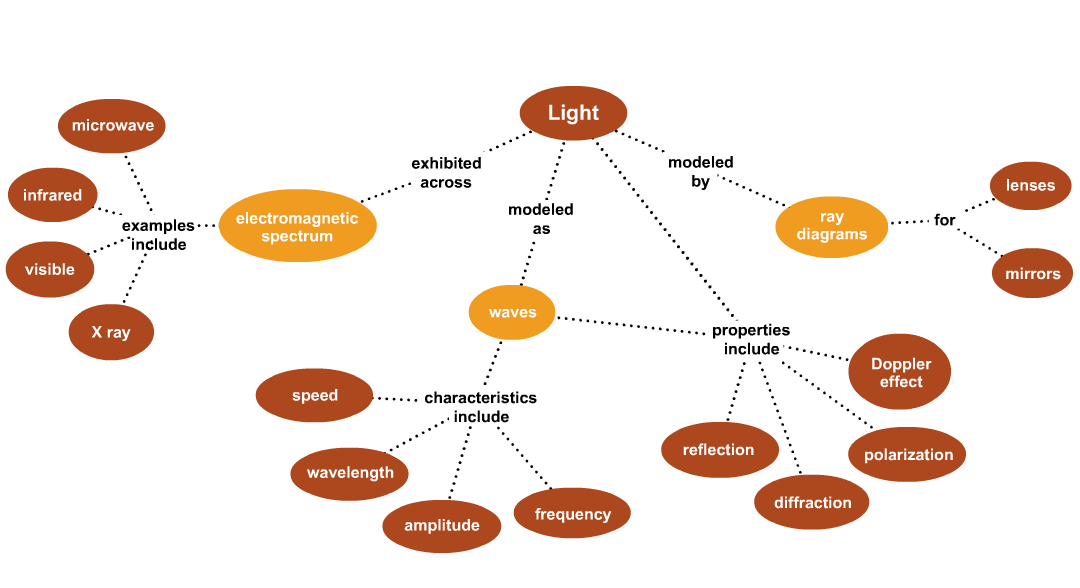 Light
exhibited
across
modeled
as
modeled
by
electromagnetic
spectrum
examples
include
microwave
infrared
visible
X ray
ray
diagrams
for
lenses
mirrors
waves
characteristics
include
speed
wavelength
amplitude
frequency
properties
include
Doppler
effect
polarization
diffraction
reflection